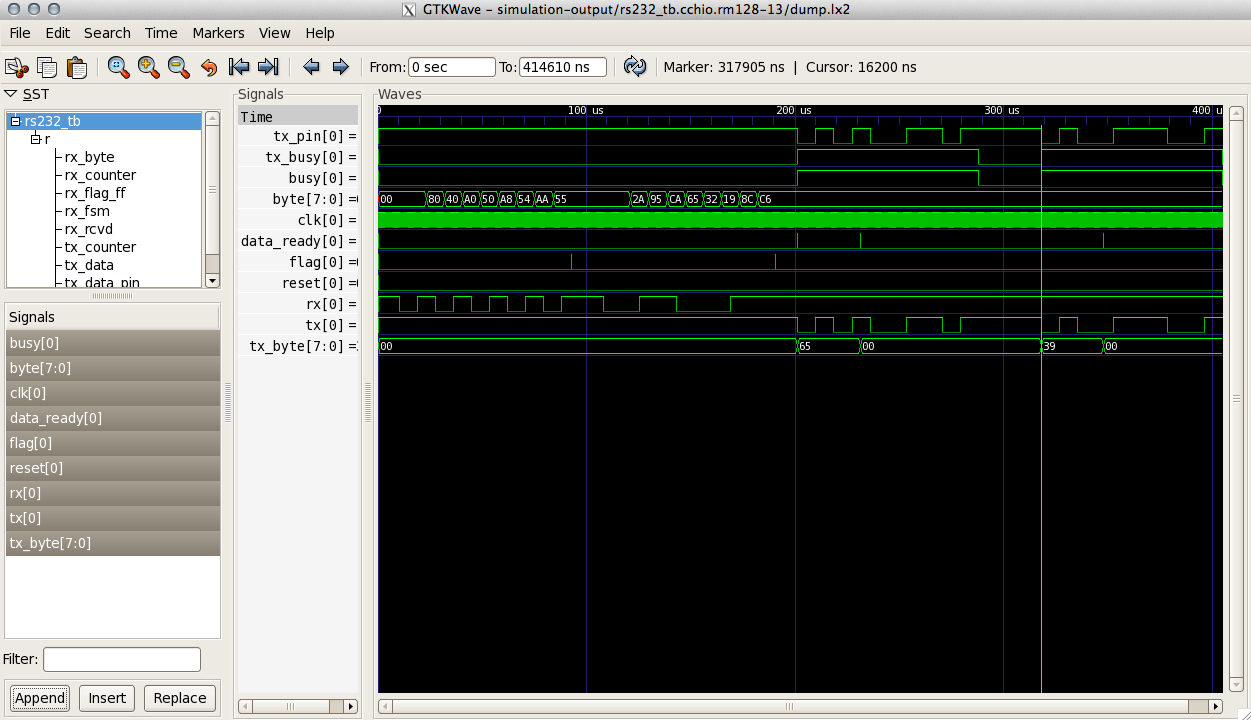 GTKWave - simulation-output/rs232_tb.cchio.rm128-13/dump.lx2
File Edit Search Time Markers View Help
From: 0 sec To: 414610 ns Marker: 317905 ns | Cursor: 16200 ns
SST
rs232_tb
r
rx_byte
rx_counter
rx_flag_ff
rx_fsm
rx_rcvd
tx_counter
tx_data
tx_data_pin
Signals
busy[0]
byte[7:0]
clk[0]
data_ready[0]
flag[0]
reset[0]
rx[0]
tx[0]
tx_byte[7:0]
Filter:
Append Insert Replace
Signals
Time
tx_pin[0] =
tx_busy[0] =
busy[0] =
byte[7:0] =
clk[0] =
data_ready[0] =
flag[0] =
reset[0] =
rx[0] =
tx[0] =
tx_byte[7:0] =
Waves
0 100 us 200 us 300 us 400 u
00 80 40 A0 50 A8 54 AA 55 2A 95 CA 65 32 19 8C C6
00 65 00 39 00